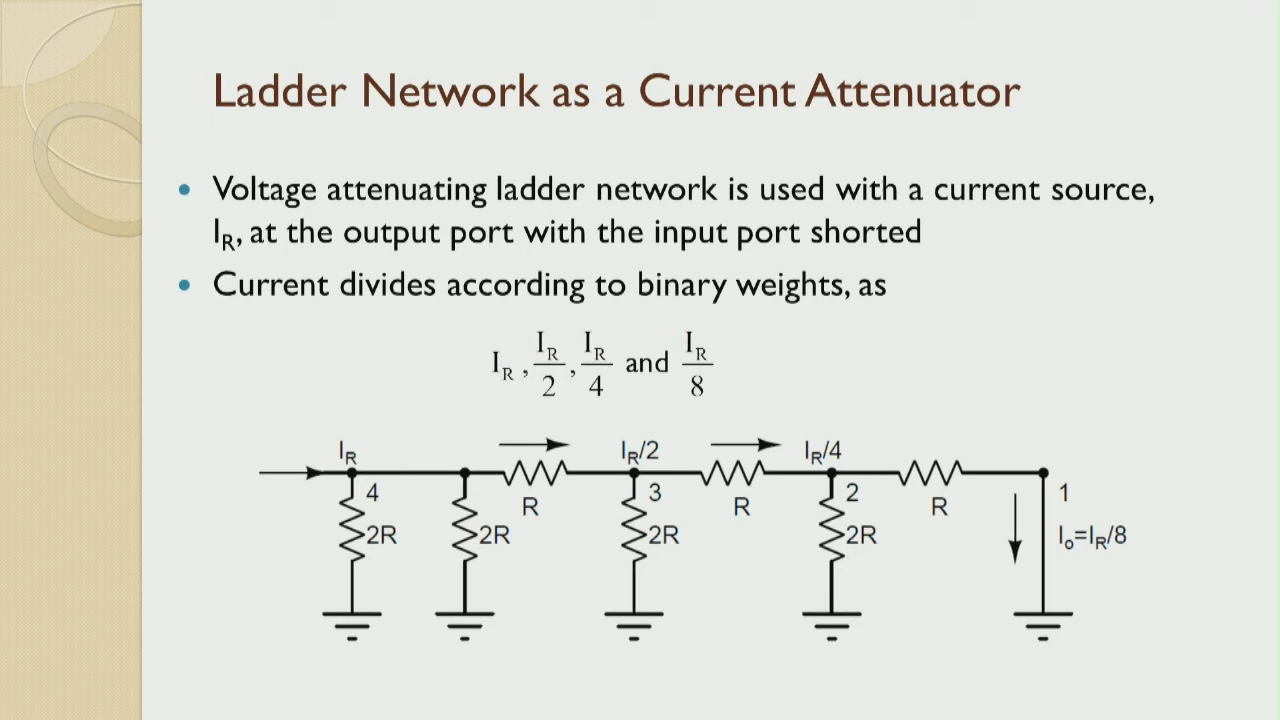 Ladder Network as a Current Attenuator
Voltage attenuating ladder network is used with a current source,
I_R, at the output port with the input port shorted
Current divides according to binary weights, as
I_R , I_R/2 , I_R/4 and I_R/8
I_R I_R/2 I_R/4
4 3 2 1
R R R
2R 2R 2R 2R I_o=I_R/8